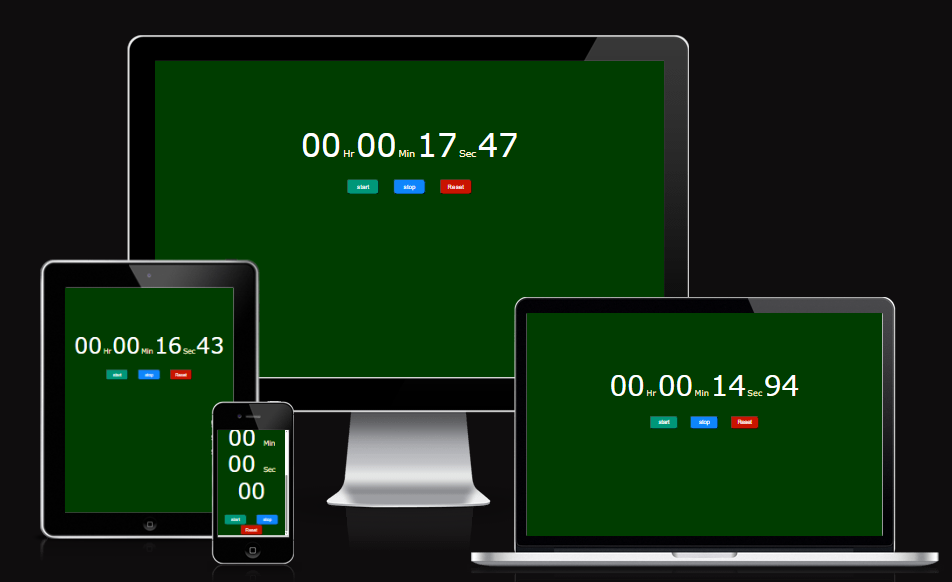 00 Hr 00 Min 17 Sec 47
start stop Reset
00 Hr 00 Min 16 Sec 43
start stop Reset
00 Min
00 Sec
00
start stop
Reset
00 Hr 00 Min 14 Sec 94
start stop Reset